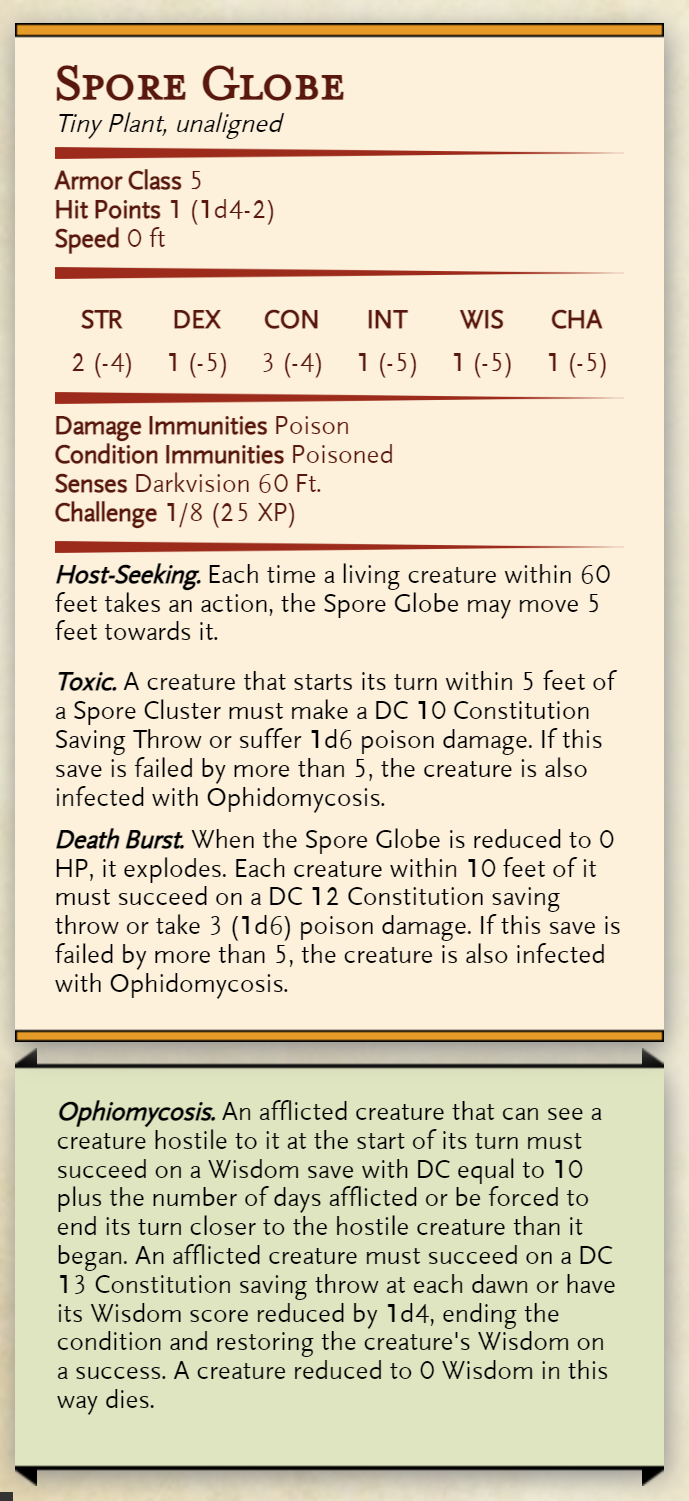 Spore Globe
Tiny Plant, unaligned
Armor Class 5
Hit Points 1 (1d4-2)
Speed 0 ft
STR DEX CON INT WIS CHA
2 (-4) 1 (-5) 3 (-4) 1 (-5) 1 (-5) 1 (-5)
Damage Immunities Poison
Condition Immunities Poisoned
Senses Darkvision 60 Ft.
Challenge 1/8 (25 XP)
Host-Seeking. Each time a living creature within 60
feet takes an action, the Spore Globe may move 5
feet towards it.
Toxic. A creature that starts its turn within 5 feet of
a Spore Cluster must make a DC 10 Constitution
Saving Throw or suffer 1d6 poison damage. If this
save is failed by more than 5, the creature is also
infected with Ophidomycosis.
Death Burst. When the Spore Globe is reduced to 0
HP, it explodes. Each creature within 10 feet of it
must succeed on a DC 12 Constitution saving
throw or take 3 (1d6) poison damage. If this save is
failed by more than 5, the creature is also infected
with Ophidomycosis.
Ophiomycosis. An afflicted creature that can see a
creature hostile to it at the start of its turn must
succeed on a Wisdom save with DC equal to 10
plus the number of days afflicted or be forced to
end its turn closer to the hostile creature than it
began. An afflicted creature must succeed on a DC
13 Constitution saving throw at each dawn or have
its Wisdom score reduced by 1d4, ending the
condition and restoring the creature's Wisdom on
a success. A creature reduced to 0 Wisdom in this
way dies.